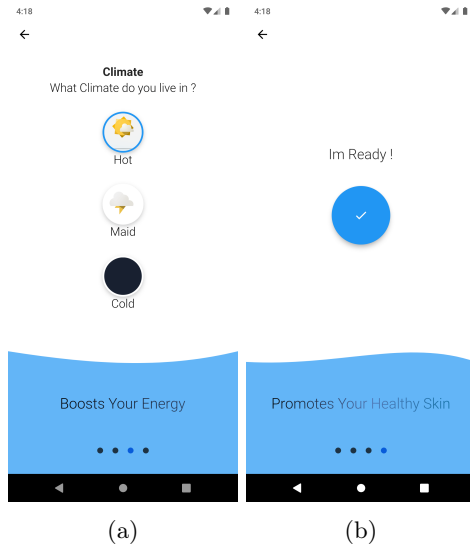 4:18
Climate
What Climate do you live in ?
Hot
Maid
Cold
Boosts Your Energy
(a)
4:18
Im Ready !
Promotes Your Healthy Skin
(b)